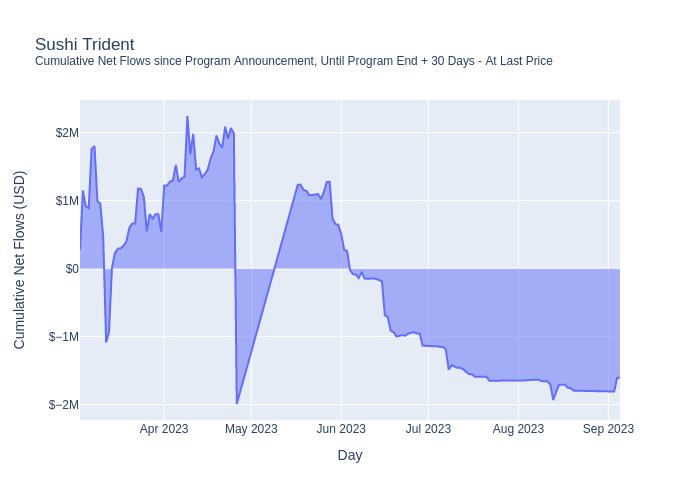 Sushi Trident
Cumulative Net Flows since Program Announcement, Until Program End + 30 Days - At Last Price
Cumulative Net Flows (USD)
$2M
$1M
$0
$−1M
$−2M
Apr 2023
May 2023
Jun 2023
Jul 2023
Aug 2023
Sep 2023
Day